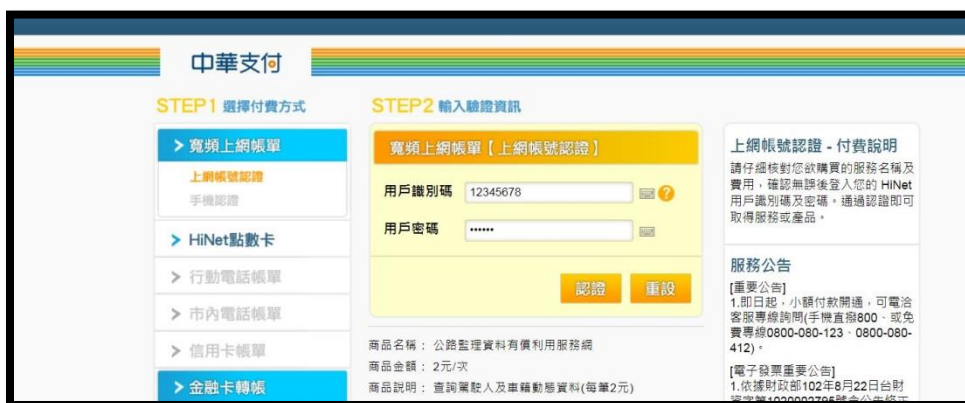 中華支付
STEP1 選擇付費方式
寬頻上網帳單
上網帳號認證
手機認證
HiNet點數卡
行動電話帳單
市內電話帳單
信用卡帳單
金融卡轉帳
STEP2 輸入驗證資訊
寬頻上網帳單【上網帳號認證】
用戶識別碼 12345678
用戶密碼 ••••••
認證 重設
商品名稱： 公路監理資料有價利用服務網
商品金額： 2元/次
商品說明： 查詢駕駛人及車籍動態資料(每筆2元)
上網帳號認證 - 付費說明
請仔細核對您欲購買的服務名稱及
費用，確認無誤後登入您的 HiNet
用戶識別碼及密碼。通過認證即可
取得服務或產品。
服務公告
[重要公告]
1.即日起，小額付款開通，可電洽
客服專線詢問(手機直撥800、或免
費專線0800-080-123、0800-080-
412)。
[電子發票重要公告]
1.依據財政部102年8月22日台財